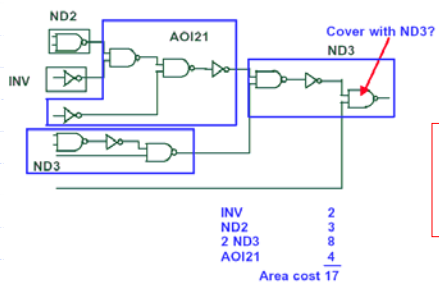 ND2
AOI21
Cover with ND3?
ND3
INV
ND3
INV 2
ND2 3
2 ND3 8
AOI21 4
Area cost 17